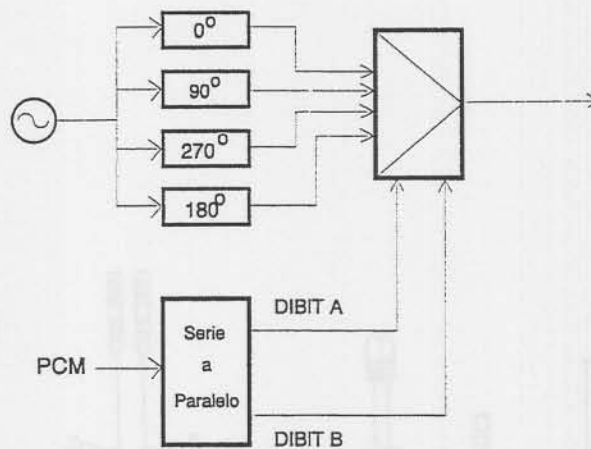 0°
90°
270°
180°
DIBIT A
Serie
a
Paralelo
PCM
DIBIT B